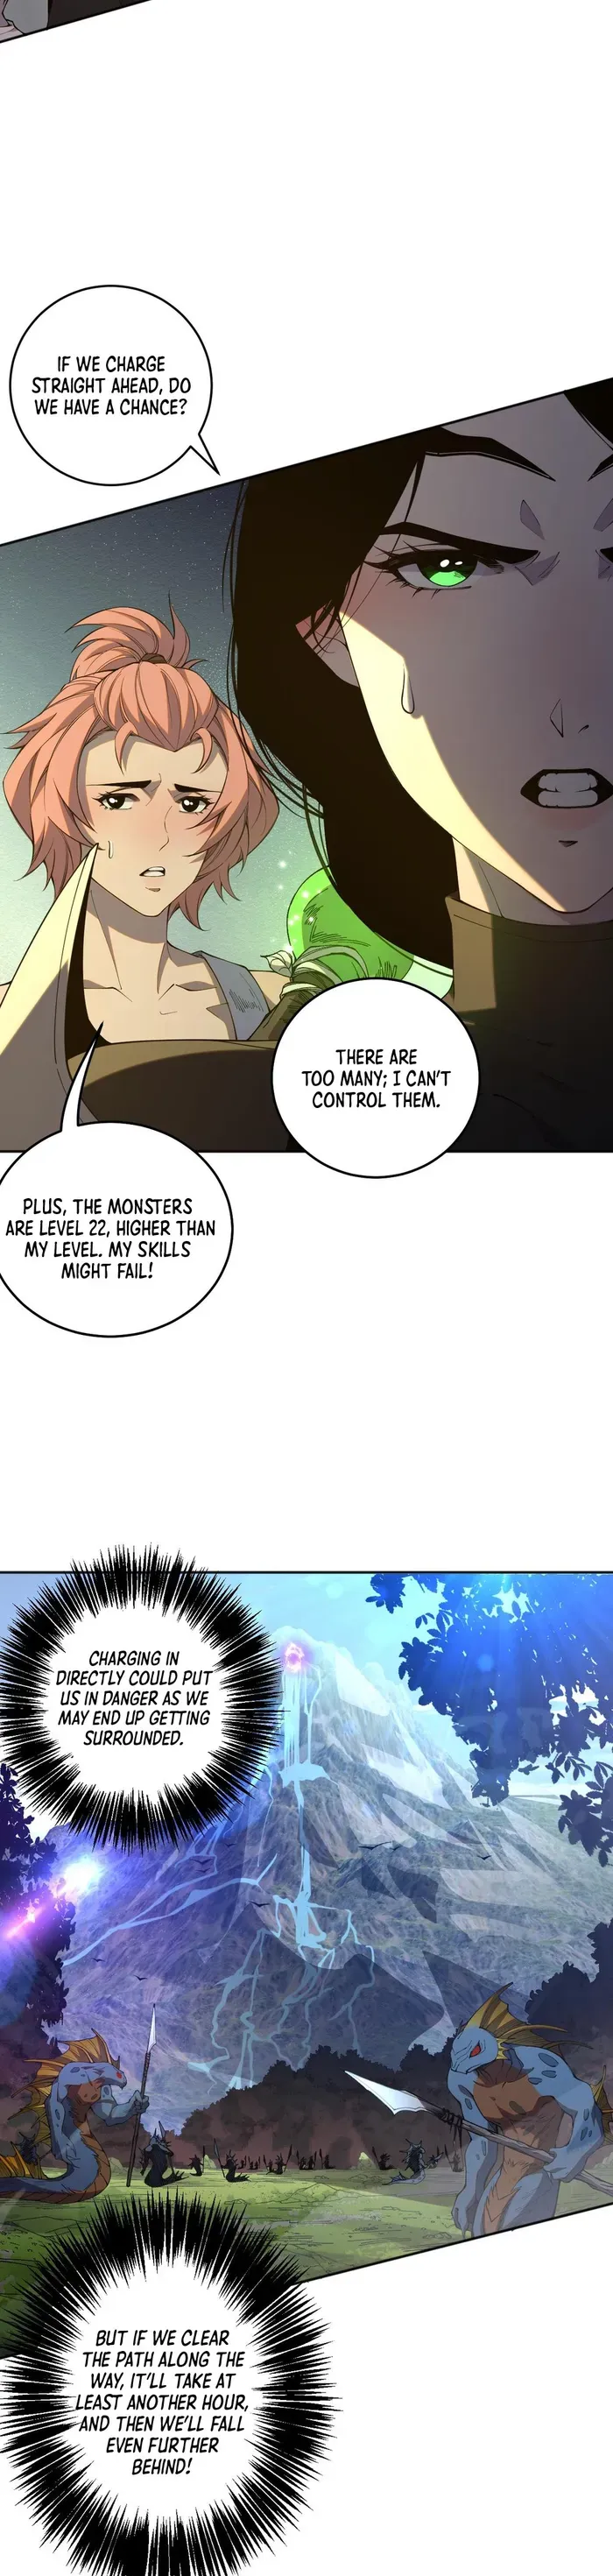 IF WE CHARGE
STRAIGHT AHEAD, DO
WE HAVE A CHANCE?
THERE ARE
TOO MANY; I CAN'T
CONTROL THEM.
PLUS, THE MONSTERS
ARE LEVEL 22, HIGHER THAN
MY LEVEL. MY SKILLS
MIGHT FAIL!
CHARGING IN
DIRECTLY COULD PUT
US IN DANGER AS WE
MAY END UP GETTING
SURROUNDED.
BUT IF WE CLEAR
THE PATH ALONG THE
WAY, IT'LL TAKE AT
LEAST ANOTHER HOUR,
AND THEN WE'LL FALL
EVEN FURTHER
BEHIND!